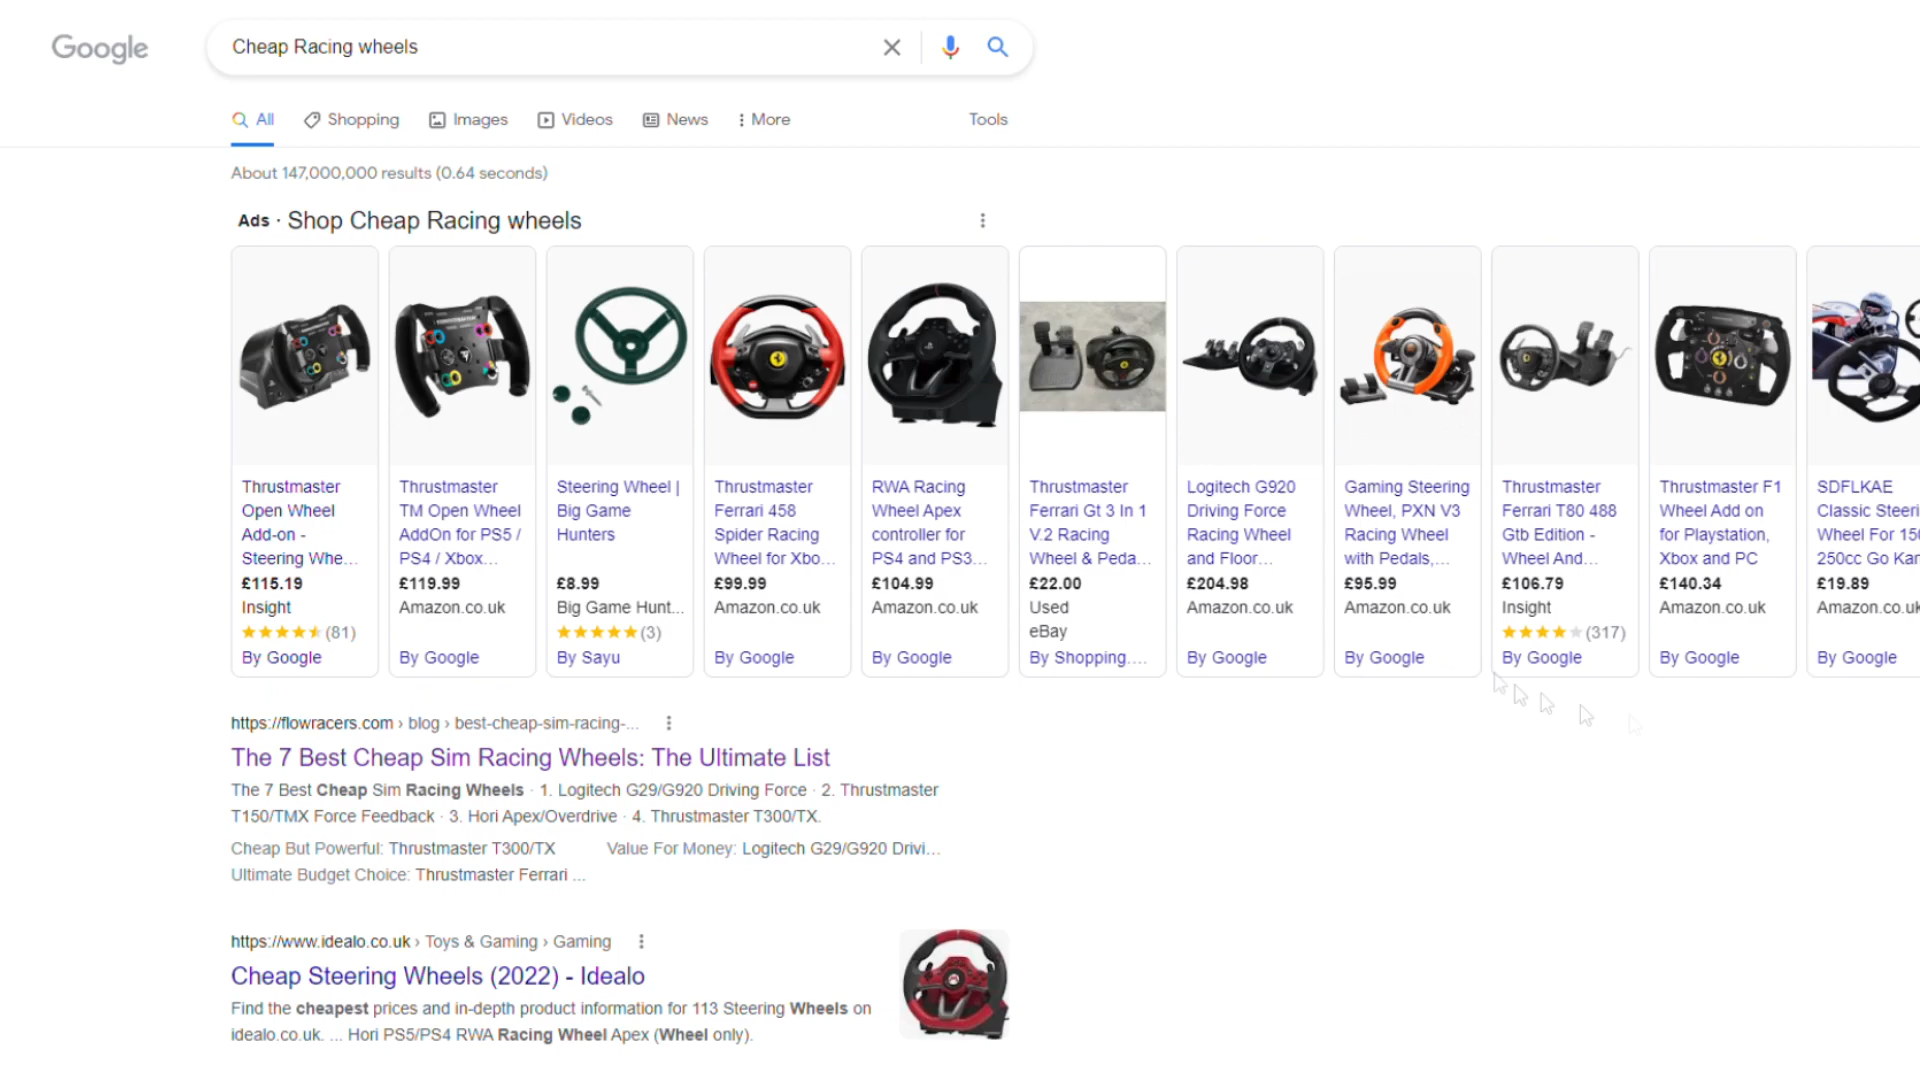 Google
Cheap Racing wheels
All
Shopping
Images
Videos
News
More
Tools
About 147,000,000 results (0.64 seconds)
Ads · Shop Cheap Racing wheels
Thrustmaster
Open Wheel
Add-on -
Steering Whe...
£115.19
Insight
(81)
By Google
Thrustmaster
TM Open Wheel
AddOn for PS5 /
PS4 / Xbox...
£119.99
Amazon.co.uk
By Google
Steering Wheel |
Big Game
Hunters
£8.99
Big Game Hunt...
(3)
By Sayu
Thrustmaster
Ferrari 458
Spider Racing
Wheel for Xbo...
£99.99
Amazon.co.uk
By Google
RWA Racing
Wheel Apex
controller for
PS4 and PS3...
£104.99
Amazon.co.uk
By Google
Thrustmaster
Ferrari Gt 3 In 1
V.2 Racing
Wheel & Peda...
£22.00
Used
eBay
By Shopping....
Logitech G920
Driving Force
Racing Wheel
and Floor...
£204.98
Amazon.co.uk
By Google
Gaming Steering
Wheel, PXN V3
Racing Wheel
with Pedals,...
£95.99
Amazon.co.uk
By Google
Thrustmaster
Ferrari T80 488
Gtb Edition -
Wheel And...
£106.79
Insight
(317)
By Google
Thrustmaster F1
Wheel Add on
for Playstation,
Xbox and PC
£140.34
Amazon.co.uk
By Google
SDFLKAE
Classic Steeri
Wheel For 150
250cc Go Kar
£19.89
Amazon.co.uk
By Google
https://flowracers.com › blog › best-cheap-sim-racing-...
The 7 Best Cheap Sim Racing Wheels: The Ultimate List
The 7 Best Cheap Sim Racing Wheels · 1. Logitech G29/G920 Driving Force · 2. Thrustmaster
T150/TMX Force Feedback · 3. Hori Apex/Overdrive · 4. Thrustmaster T300/TX.
Cheap But Powerful: Thrustmaster T300/TX Value For Money: Logitech G29/G920 Drivi...
Ultimate Budget Choice: Thrustmaster Ferrari ...
https://www.idealo.co.uk › Toys & Gaming › Gaming
Cheap Steering Wheels (2022) - Idealo
Find the cheapest prices and in-depth product information for 113 Steering Wheels on
idealo.co.uk. ... Hori PS5/PS4 RWA Racing Wheel Apex (Wheel only).